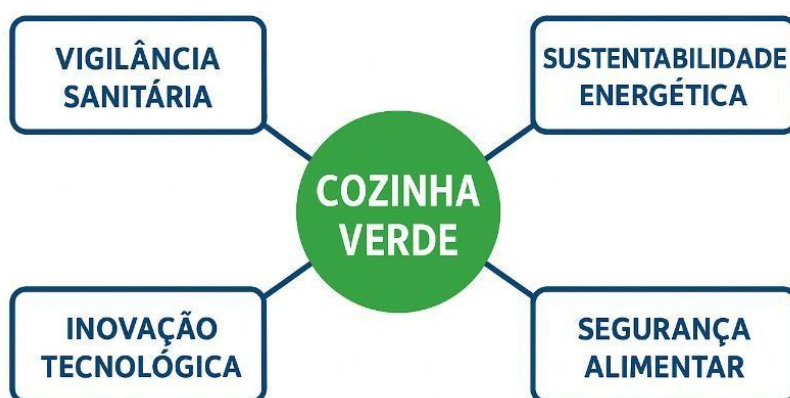 VIGILÂNCIA
SANITÁRIA
SUSTENTABILIDADE
ENERGÉTICA
COZINHA
VERDE
INOVAÇÃO
TECNOLÓGICA
SEGURANÇA
ALIMENTAR